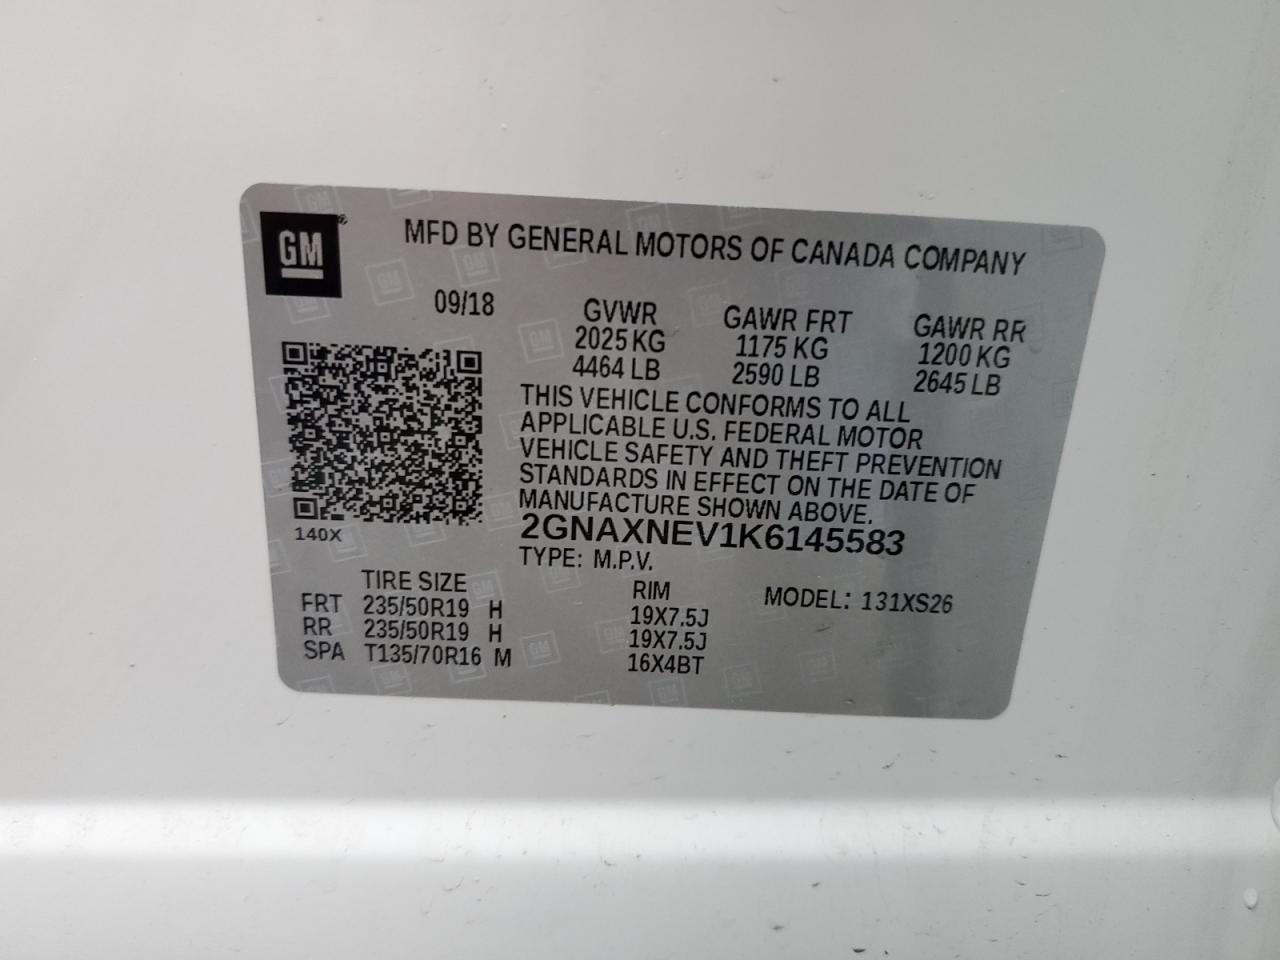 GM®
MFD BY GENERAL MOTORS OF CANADA COMPANY
09/18
GVWR
2025 KG
4464 LB
GAWR FRT
1175 KG
2590 LB
GAWR RR
1200 KG
2645 LB
THIS VEHICLE CONFORMS TO ALL
APPLICABLE U.S. FEDERAL MOTOR
VEHICLE SAFETY AND THEFT PREVENTION
STANDARDS IN EFFECT ON THE DATE OF
MANUFACTURE SHOWN ABOVE.
2GNAXNEV1K6145583
140X
TYPE: M.P.V.
MODEL: 131XS26
TIRE SIZE RIM
FRT 235/50R19 H 19X7.5J
RR 235/50R19 H 19X7.5J
SPA T135/70R16 M 16X4BT